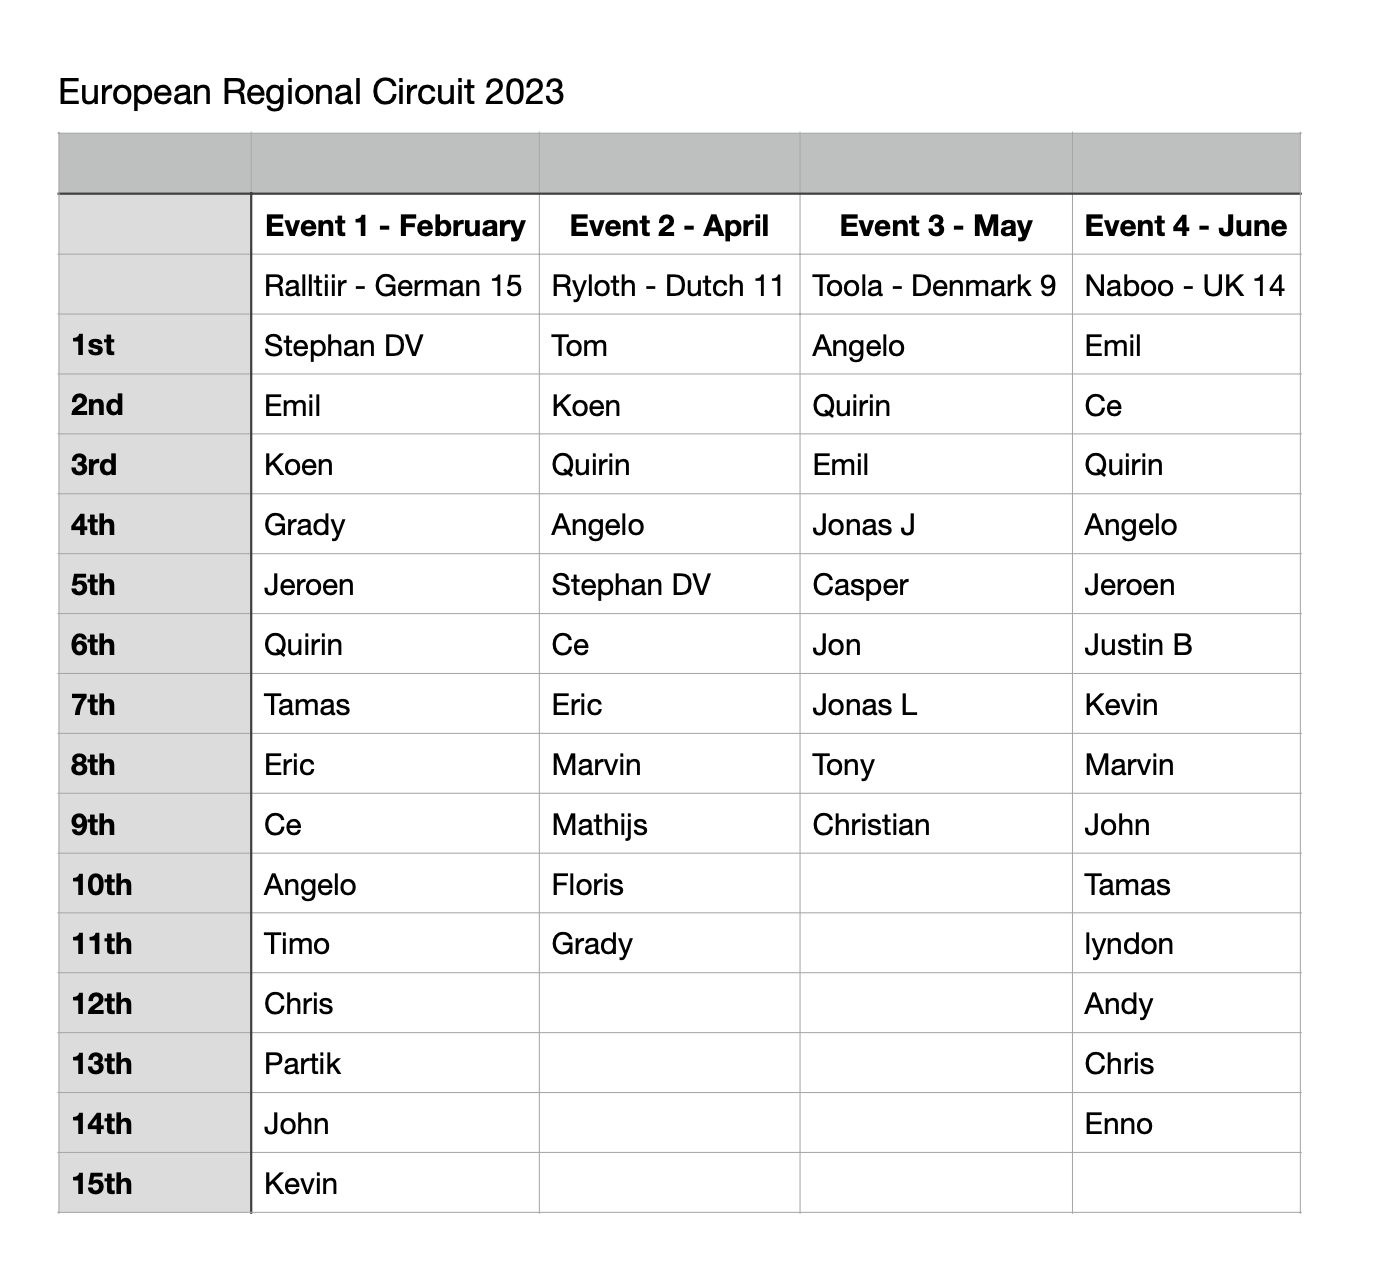 European Regional Circuit 2023
Event 1 - February Event 2 - April Event 3 - May Event 4 - June
Ralltiir - German 15 Ryloth - Dutch 11 Toola - Denmark 9 Naboo - UK 14
1st Stephan DV Tom Angelo Emil
2nd Emil Koen Quirin Ce
3rd Koen Quirin Emil Quirin
4th Grady Angelo Jonas J Angelo
5th Jeroen Stephan DV Casper Jeroen
6th Quirin Ce Jon Justin B
7th Tamas Eric Jonas L Kevin
8th Eric Marvin Tony Marvin
9th Ce Mathijs Christian John
10th Angelo Floris Tamas
11th Timo Grady lyndon
12th Chris Andy
13th Partik Chris
14th John Enno
15th Kevin